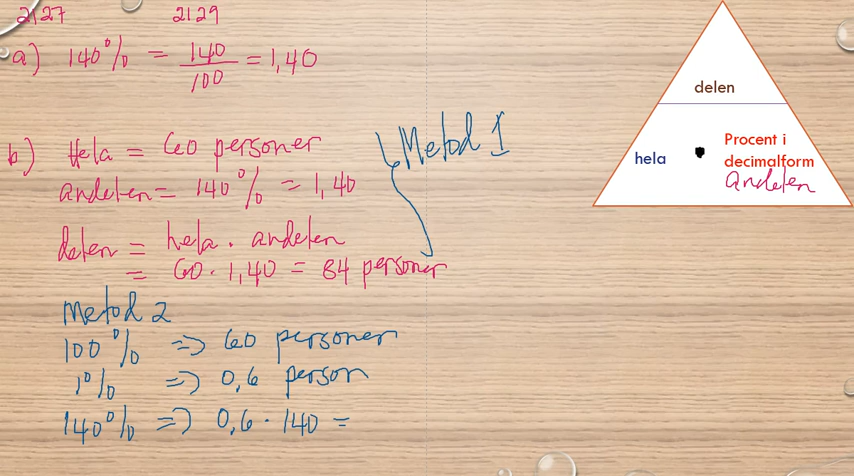 2127 2129
a) 140% = 140/100 = 1,40
b) Hela = 60 personer
andelen = 140% = 1,40
delen = hela · andelen
= 60 · 1,40 = 84 personer
Metod 1
Metod 2
100% => 60 personer
1% => 0,6 person
140% => 0,6 · 140 =
delen
hela
Procent i
decimalform
andelen